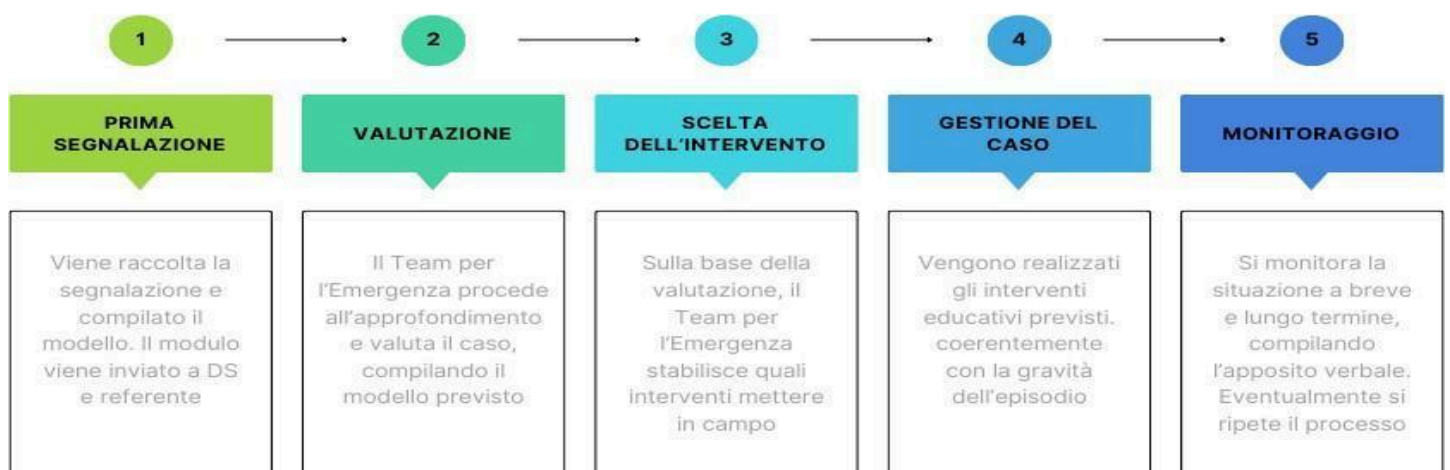 1
2
3
4
5
PRIMA
SEGNALAZIONE
VALUTAZIONE
SCELTA
DELL'INTERVENTO
GESTIONE DEL
CASO
MONITORAGGIO
Viene raccolta la
segnalazione e
compilato il
modello. Il modulo
viene inviato a DS
e referente
Il Team per
l'Emergenza procede
all'approfondimento
e valuta il caso,
compilando il
modello previsto
Sulla base della
valutazione, il
Team per
l'Emergenza
stabilisce quali
interventi mettere
in campo
Vengono realizzati
gli interventi
educativi previsti.
coerentemente
con la gravità
dell'episodio
Si monitora la
situazione a breve
e lungo termine,
compilando
l'apposito verbale.
Eventualmente si
ripete il processo